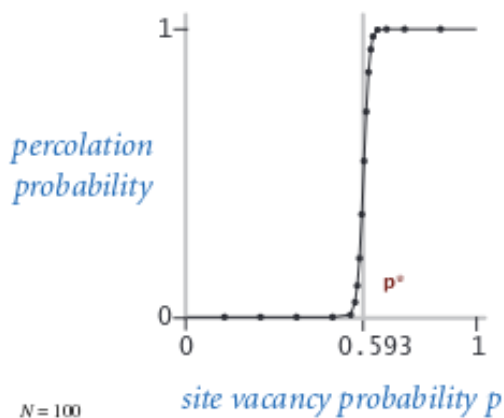 1
percolation
probability
p*
0
0
0.593
1
site vacancy probability p
N = 100